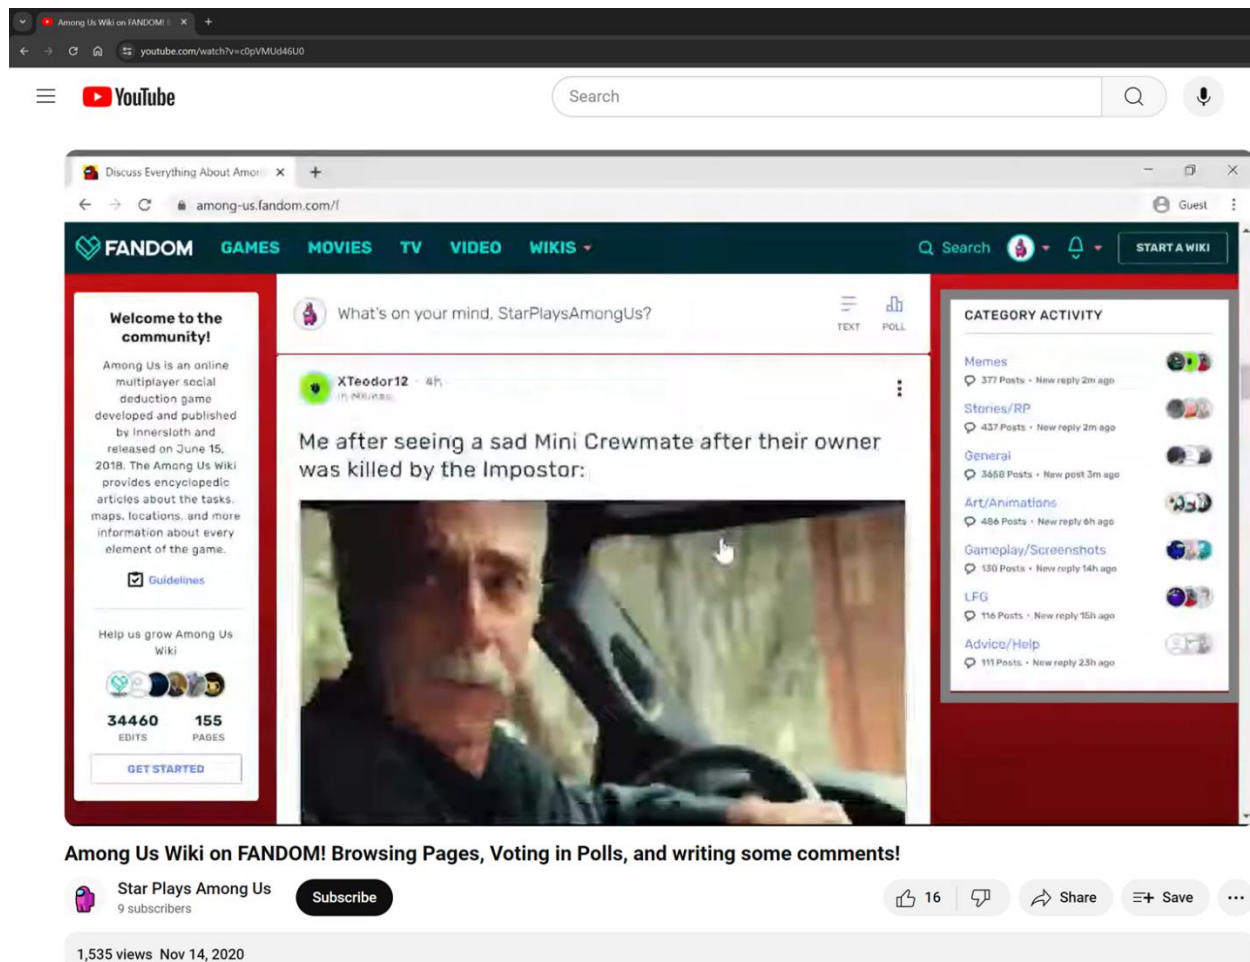 Among Us Wiki on FANDOM!
youtube.com/watch?v=c0pVMUd46U0
YouTube
Search
Discuss Everything About Amon
among-us.fandom.com/f
Guest
FANDOM GAMES MOVIES TV VIDEO WIKIS Search START A WIKI
Welcome to the
community!
Among Us is an online
multiplayer social
deduction game
developed and published
by Innersloth and
released on June 15,
2018. The Among Us Wiki
provides encyclopedic
articles about the tasks,
maps, locations, and more
information about every
element of the game.
Guidelines
Help us grow Among Us
Wiki
34460 155
EDITS PAGES
GET STARTED
What's on your mind, StarPlaysAmongUs?
TEXT POLL
XTeodor12 · 4h
Me after seeing a sad Mini Crewmate after their owner
was killed by the Impostor:
CATEGORY ACTIVITY
Memes
377 Posts • New reply 2m ago
Stories/RP
437 Posts • New reply 2m ago
General
3658 Posts • New post 3m ago
Art/Animations
486 Posts • New reply 6h ago
Gameplay/Screenshots
130 Posts • New reply 14h ago
LFG
116 Posts • New reply 15h ago
Advice/Help
111 Posts • New reply 23h ago
Among Us Wiki on FANDOM! Browsing Pages, Voting in Polls, and writing some comments!
Star Plays Among Us
9 subscribers
Subscribe
16 Share Save
1,535 views Nov 14, 2020